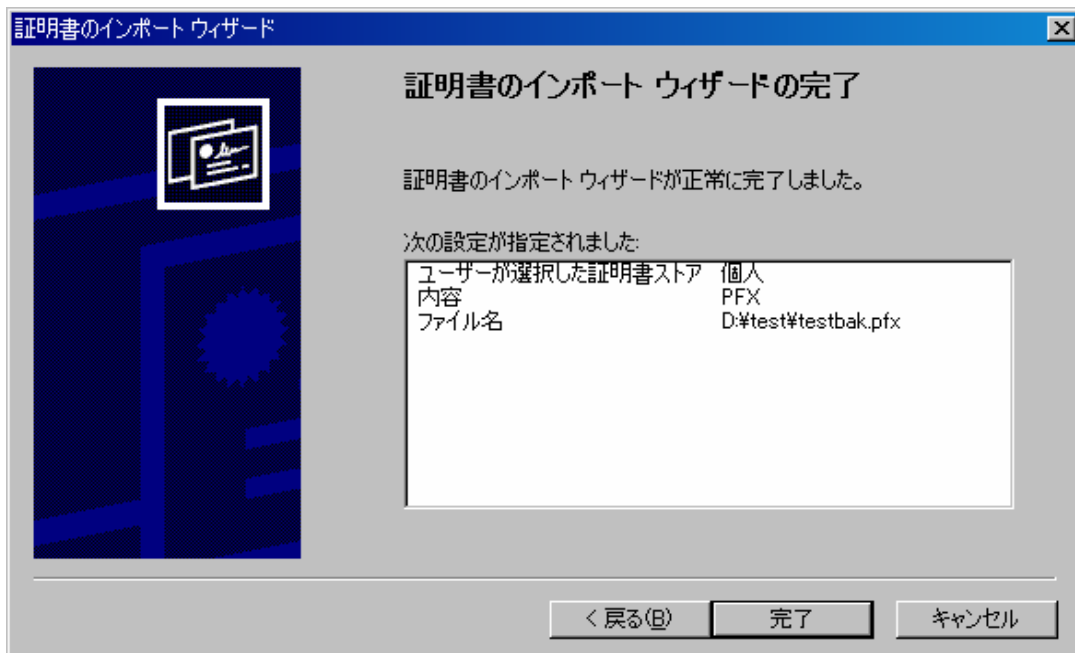 証明書のインポート ウィザード
証明書のインポート ウィザードの完了
証明書のインポート ウィザードが正常に完了しました。
次の設定が指定されました:
ユーザーが選択した証明書ストア 個人
内容 PFX
ファイル名 D:¥test¥testbak.pfx
< 戻る(B) 完了 キャンセル